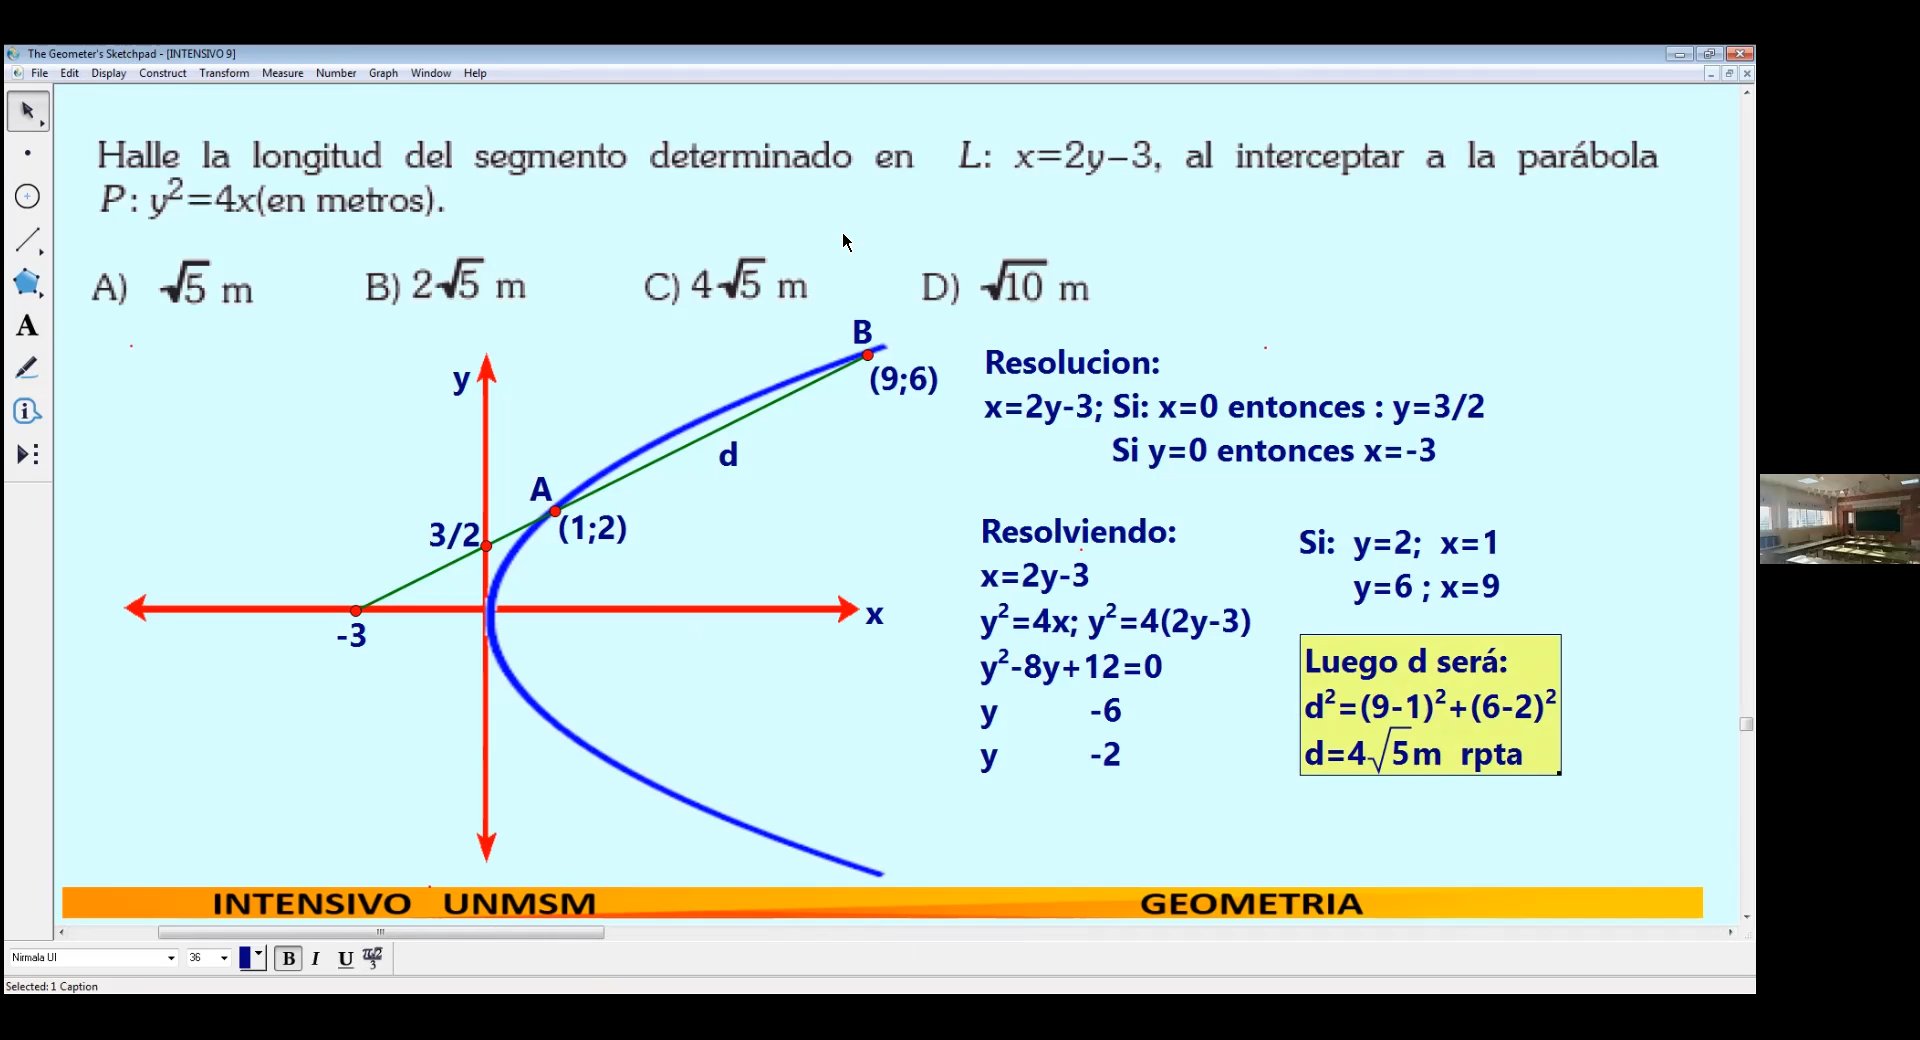 The Geometer's Sketchpad - [INTENSIVO 9]
File Edit Display Construct Transform Measure Number Graph Window Help
Halle la longitud del segmento determinado en L: x=2y−3, al interceptar a la parábola
P: y²=4x(en metros).
A) √5 m B) 2√5 m C) 4√5 m D) √10 m
B
y
(9;6)
d
A
(1;2)
3/2
x
-3
Resolucion:
x=2y-3; Si: x=0 entonces : y=3/2
Si y=0 entonces x=-3
Resolviendo:
x=2y-3
y²=4x; y²=4(2y-3)
y²-8y+12=0
y -6
y -2
Si: y=2; x=1
y=6 ; x=9
Luego d será:
d²=(9-1)²+(6-2)²
d=4√5m rpta
INTENSIVO UNMSM GEOMETRIA
Nirmala UI 36 B I U
Selected: 1 Caption